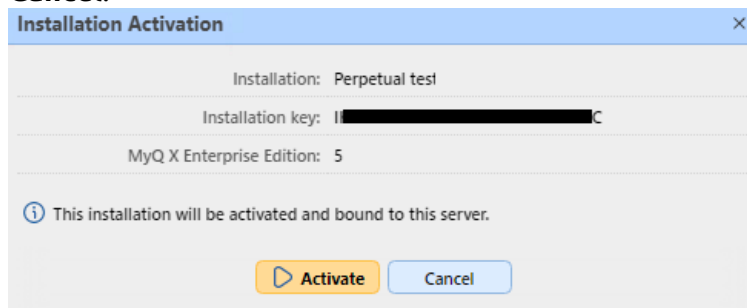 Cancel.
Installation Activation
Installation: Perpetual test
Installation key: I C
MyQ X Enterprise Edition: 5
This installation will be activated and bound to this server.
Activate Cancel